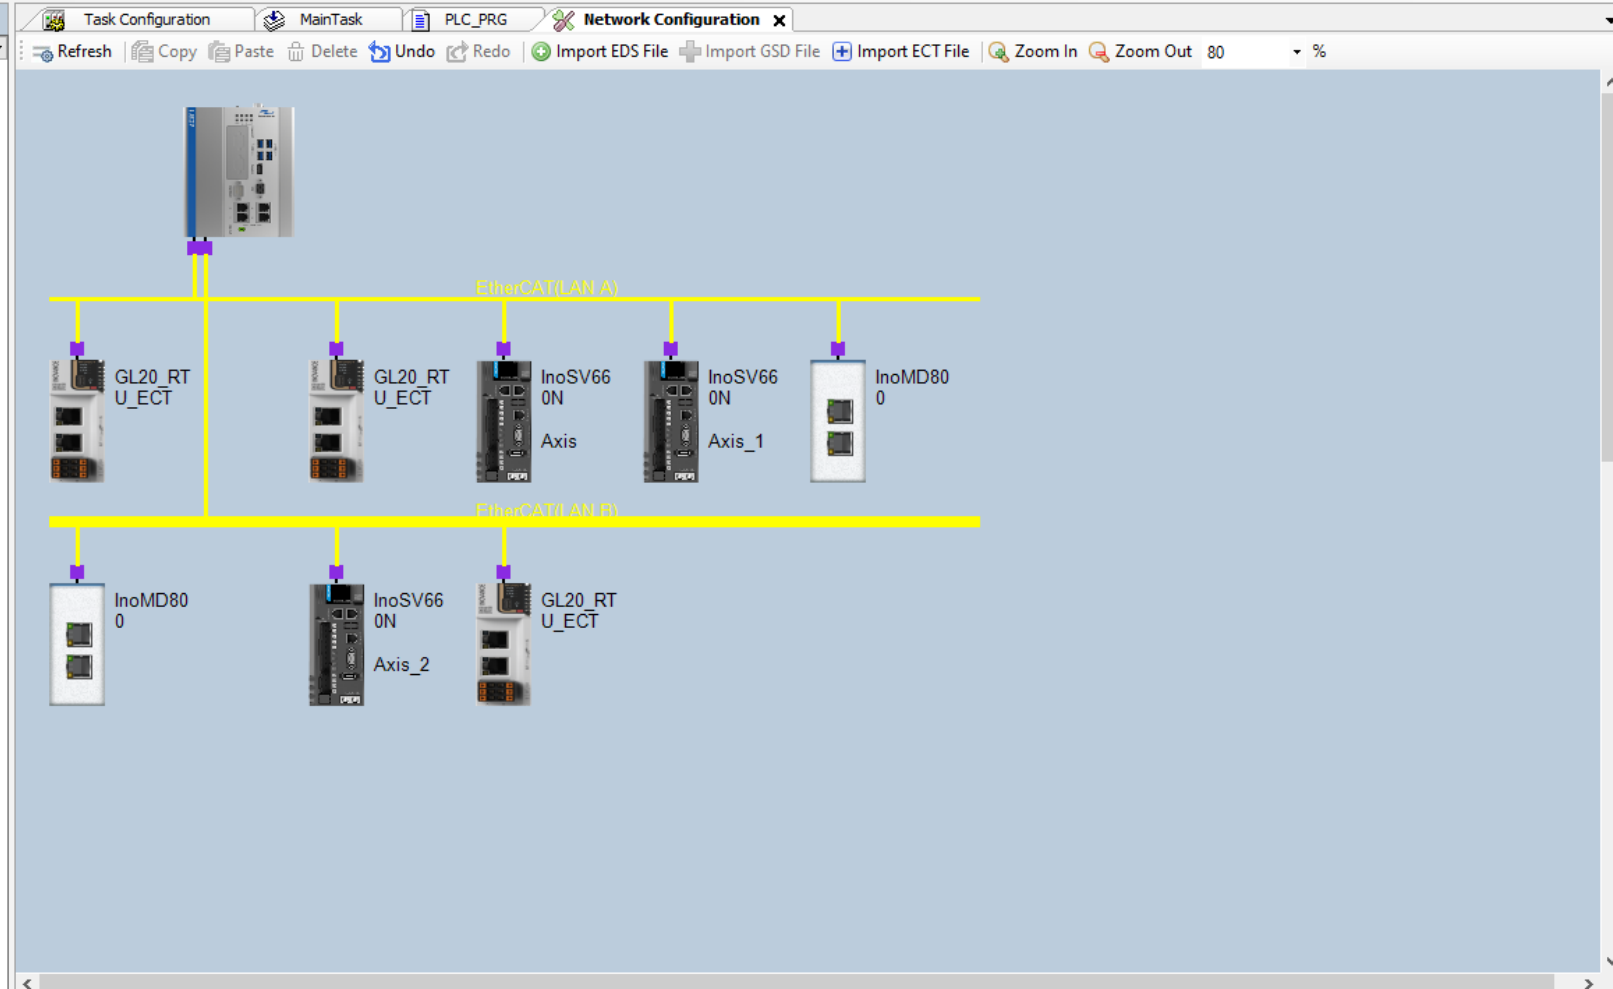 Task Configuration
MainTask
PLC_PRG
Network Configuration
Refresh
Copy
Paste
Delete
Undo
Redo
Import EDS File
Import GSD File
Import ECT File
Zoom In
Zoom Out
80
%
EtherCAT(LAN A)
GL20_RT
U_ECT
GL20_RT
U_ECT
InoSV66
0N
Axis
InoSV66
0N
Axis_1
InoMD80
0
EtherCAT(LAN B)
InoMD80
0
InoSV66
0N
Axis_2
GL20_RT
U_ECT